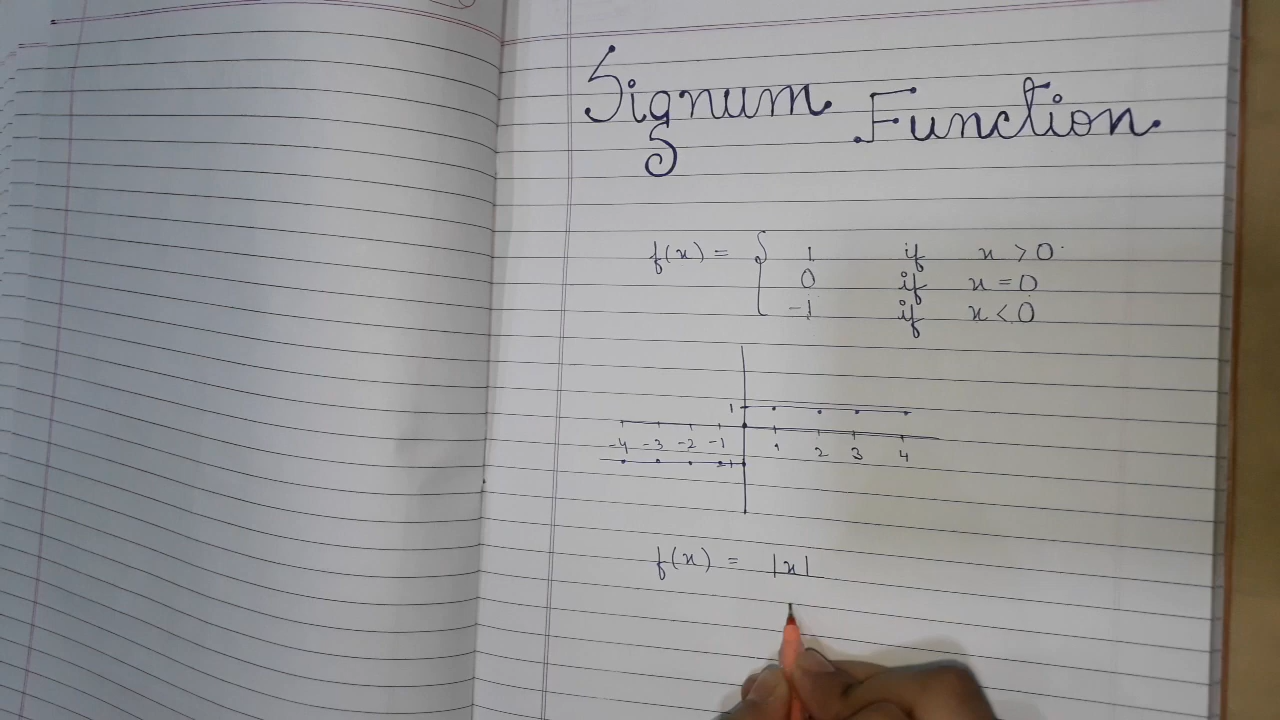 Signum Function
f(x) = { 1 if x > 0
0 if x = 0
-1 if x < 0
1
-4 -3 -2 -1 1 2 3 4
-1
f(x) = |x|